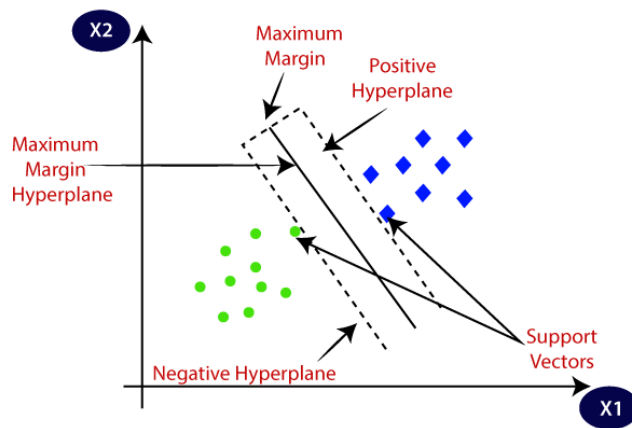 X2
Maximum
Margin
Positive
Hyperplane
Maximum
Margin
Hyperplane
Support
Vectors
Negative Hyperplane
X1